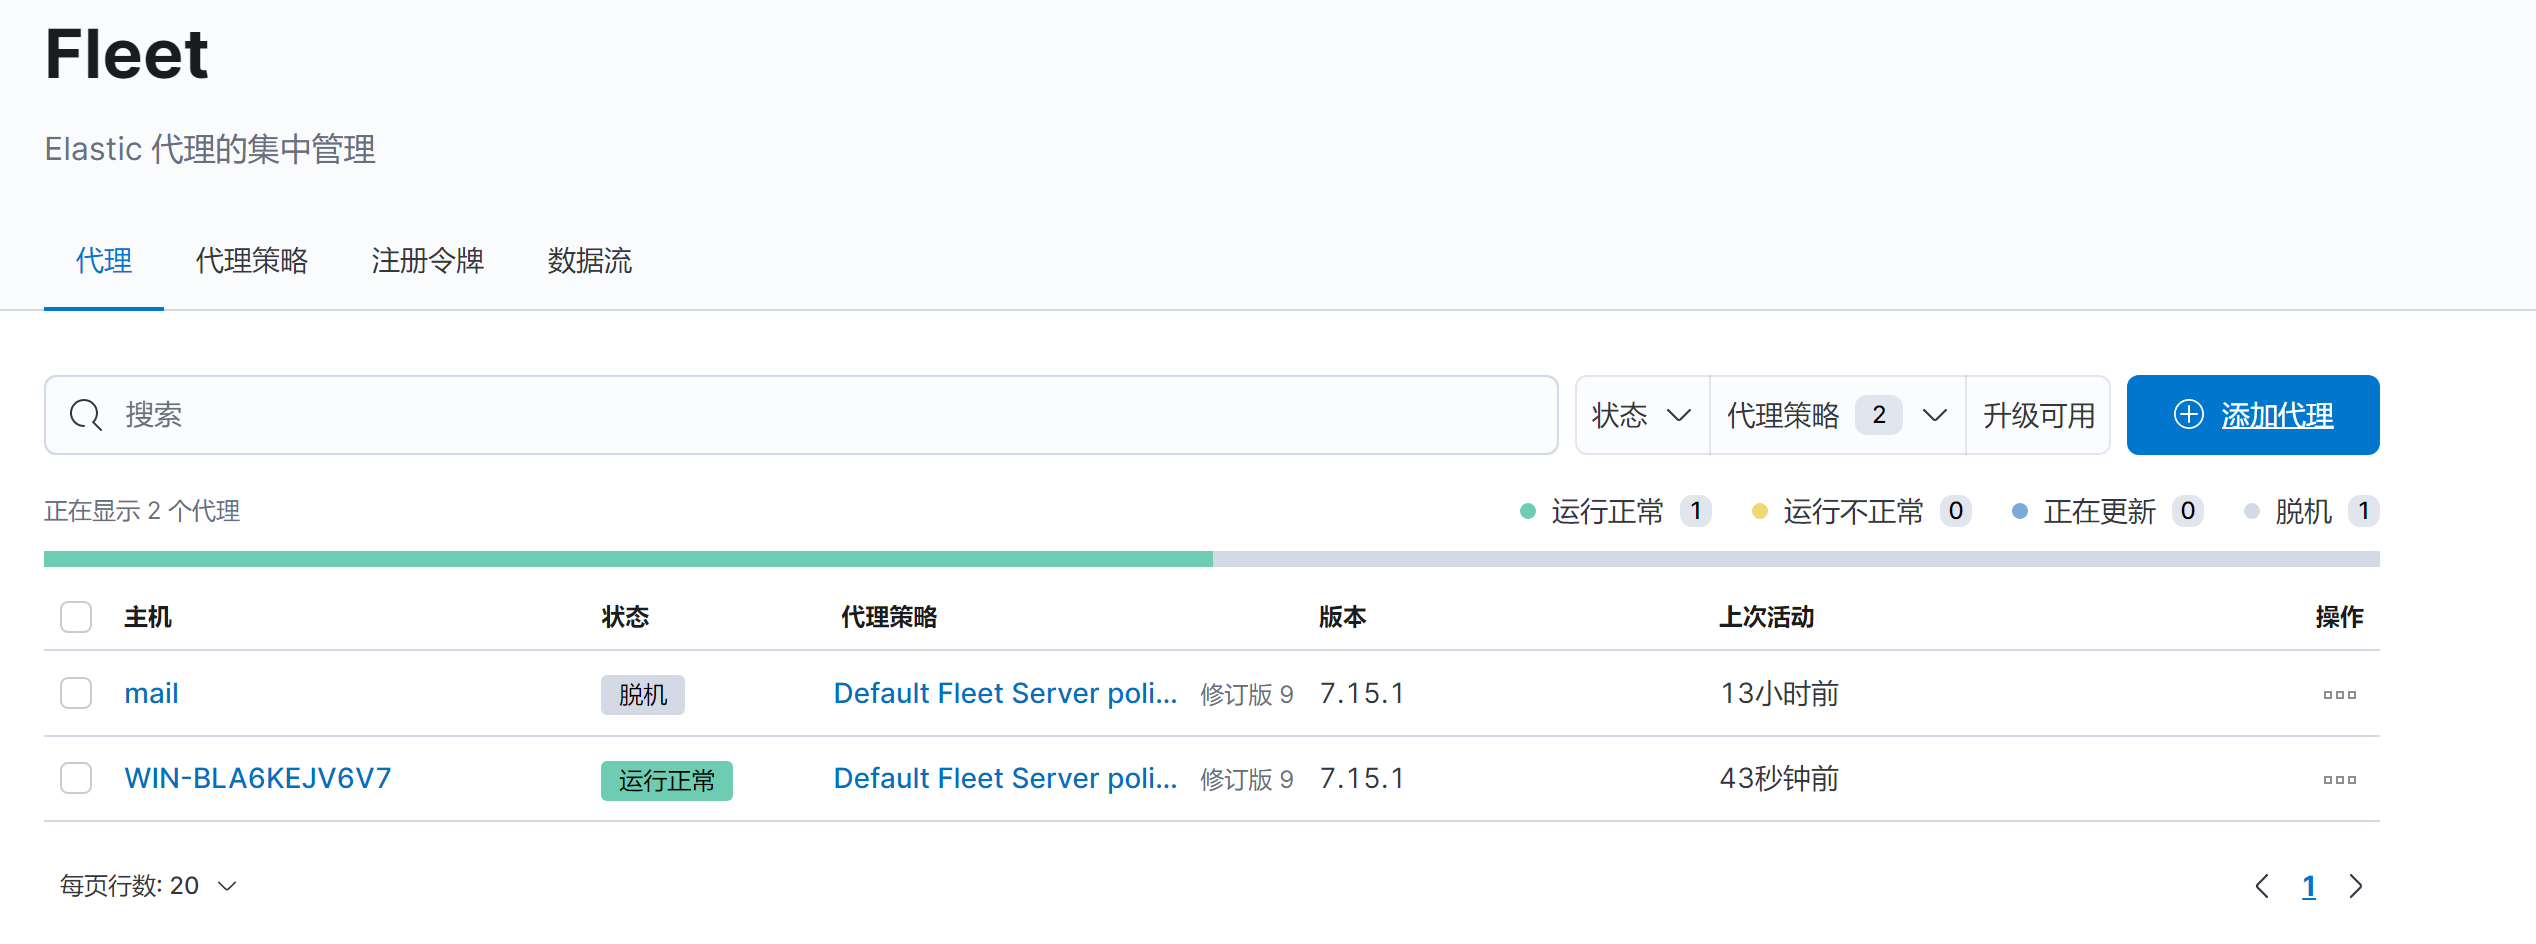 Fleet
Elastic 代理的集中管理
代理 代理策略 注册令牌 数据流
搜索 状态 代理策略 2 升级可用 添加代理
正在显示 2 个代理 运行正常 1 运行不正常 0 正在更新 0 脱机 1
主机 状态 代理策略 版本 上次活动 操作
mail 脱机 Default Fleet Server poli... 修订版 9 7.15.1 13小时前
WIN-BLA6KEJV6V7 运行正常 Default Fleet Server poli... 修订版 9 7.15.1 43秒钟前
每页行数: 20 1